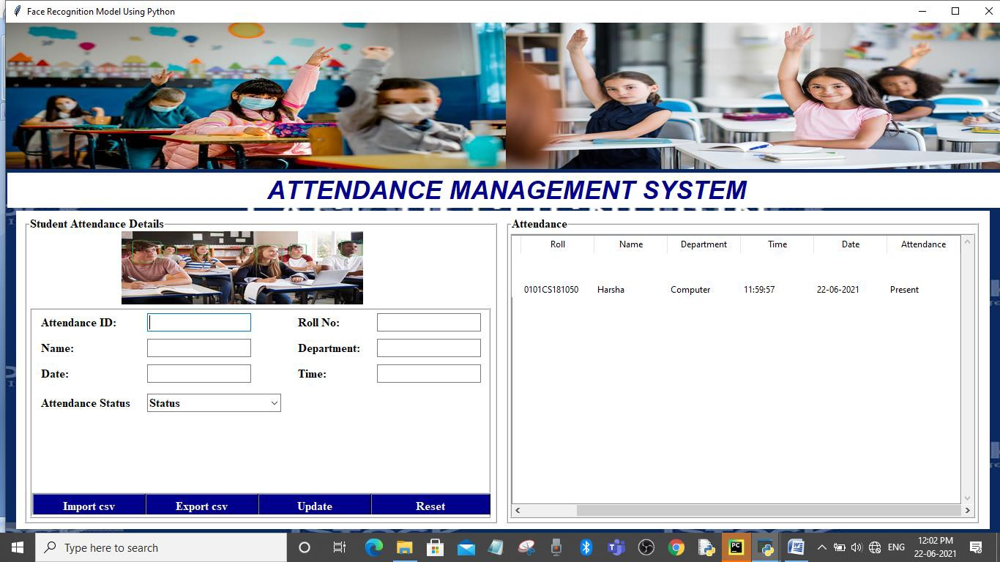 Face Recognition Model Using Python
ATTENDANCE MANAGEMENT SYSTEM
Student Attendance Details
Attendance ID:
Roll No:
Name:
Department:
Date:
Time:
Attendance Status
Status
Import csv
Export csv
Update
Reset
Attendance
Roll Name Department Time Date Attendance
0101CS181050 Harsha Computer 11:59:57 22-06-2021 Present
Type here to search
PC
ENG
12:02 PM
22-06-2021